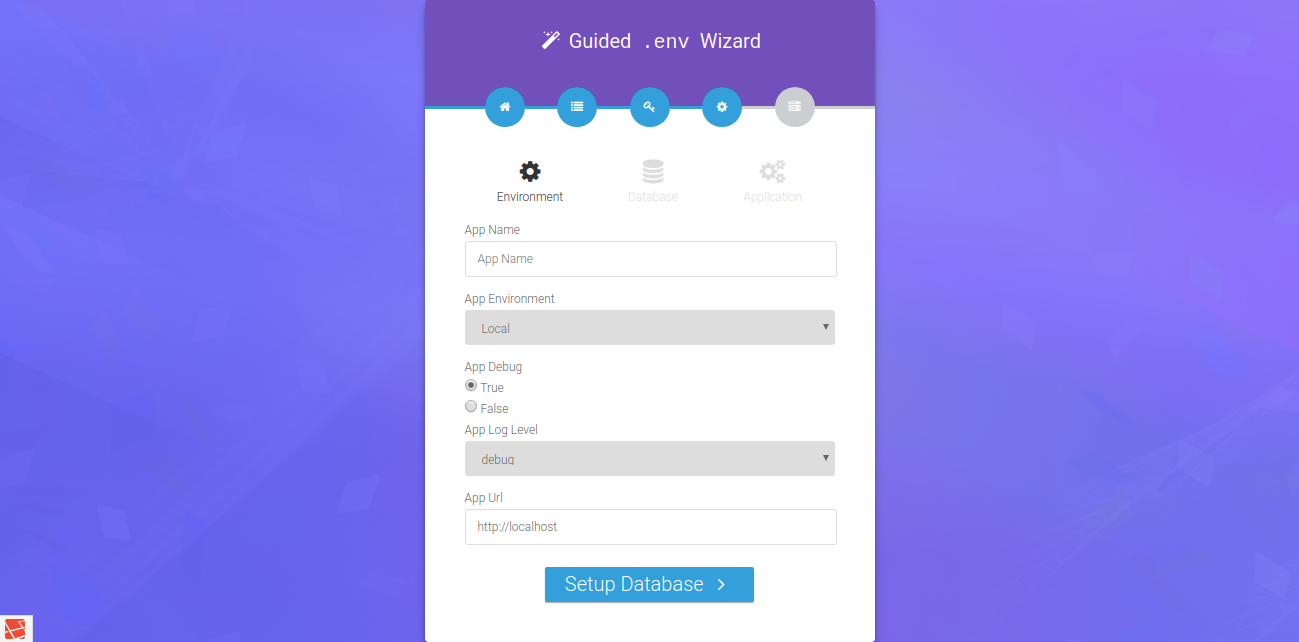 Guided .env Wizard
Environment Database Application
App Name
App Name
App Environment
Local
App Debug
True
False
App Log Level
debug
App Url
http://localhost
Setup Database